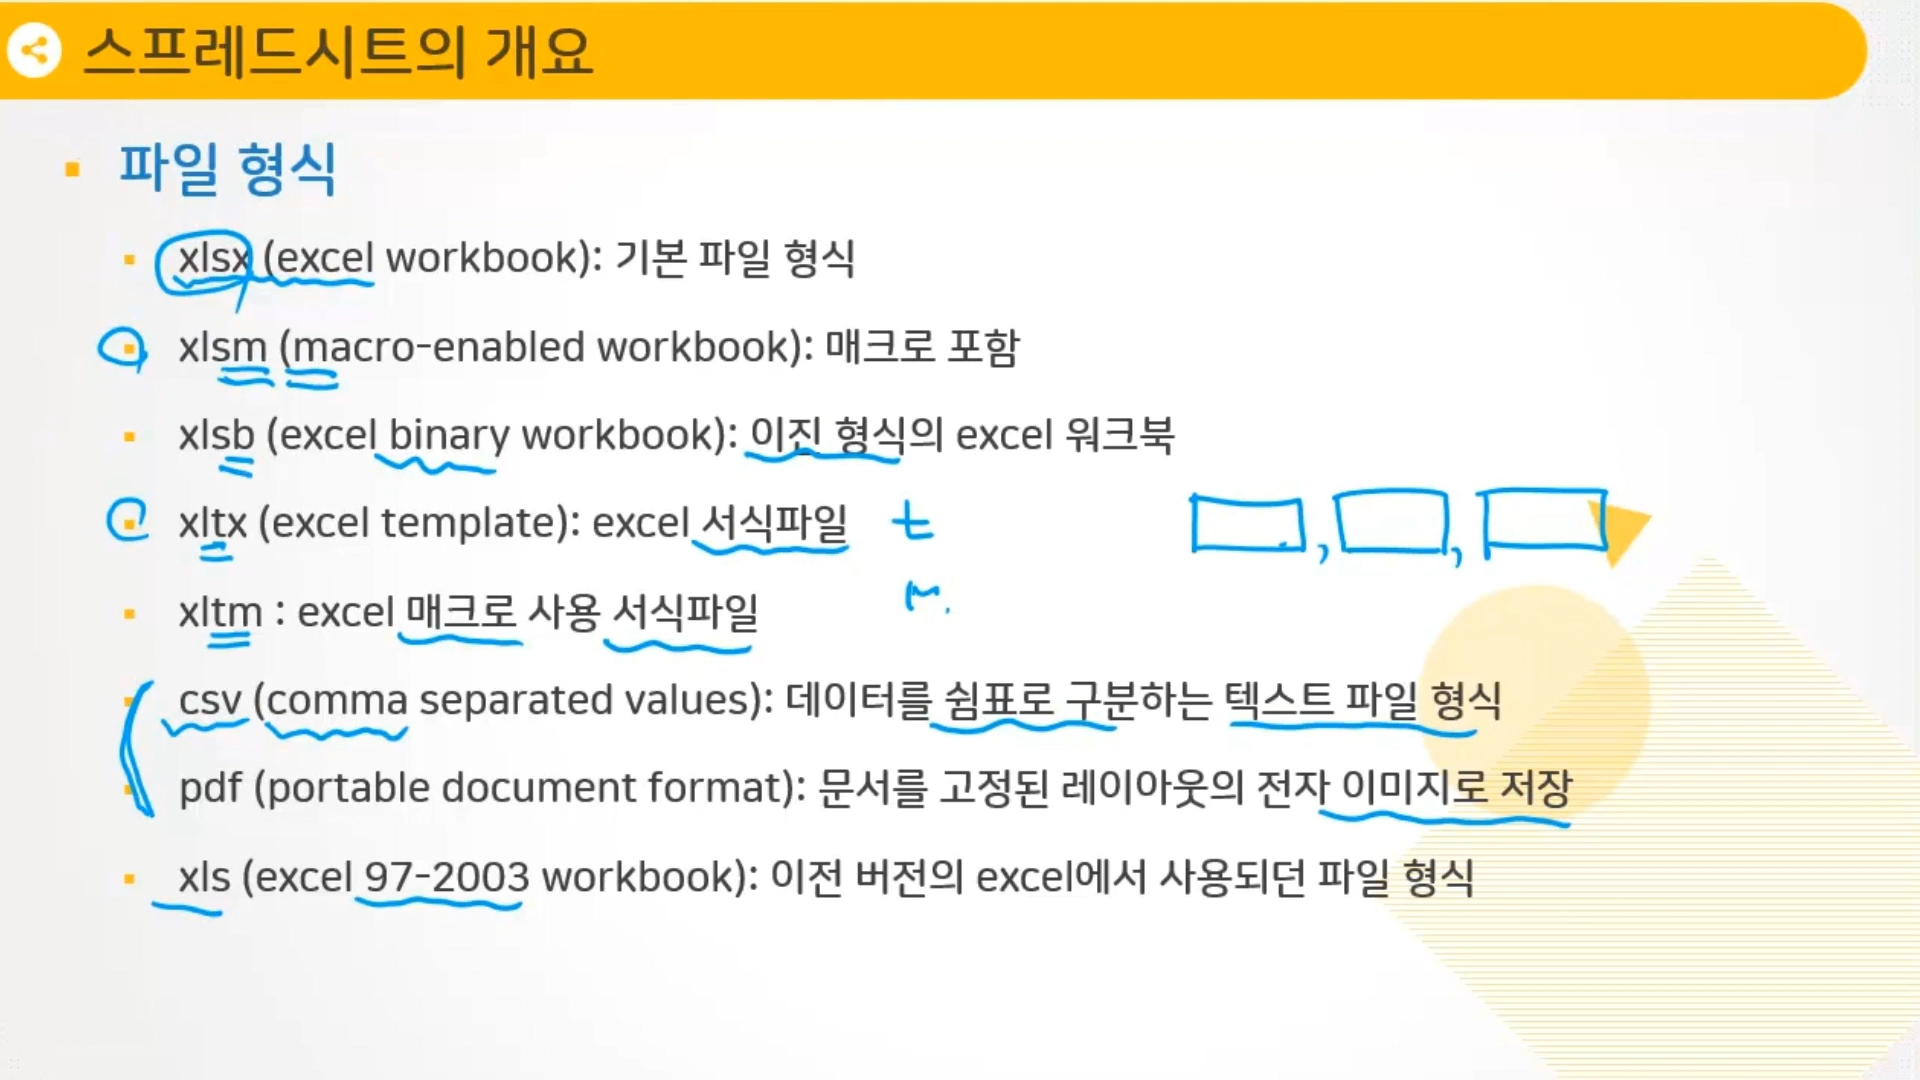 스프레드시트의 개요
파일 형식
xlsx (excel workbook): 기본 파일 형식
xlsm (macro-enabled workbook): 매크로 포함
xlsb (excel binary workbook): 이진 형식의 excel 워크북
xltx (excel template): excel 서식파일 t
xltm : excel 매크로 사용 서식파일 M.
csv (comma separated values): 데이터를 쉼표로 구분하는 텍스트 파일 형식
pdf (portable document format): 문서를 고정된 레이아웃의 전자 이미지로 저장
xls (excel 97-2003 workbook): 이전 버전의 excel에서 사용되던 파일 형식